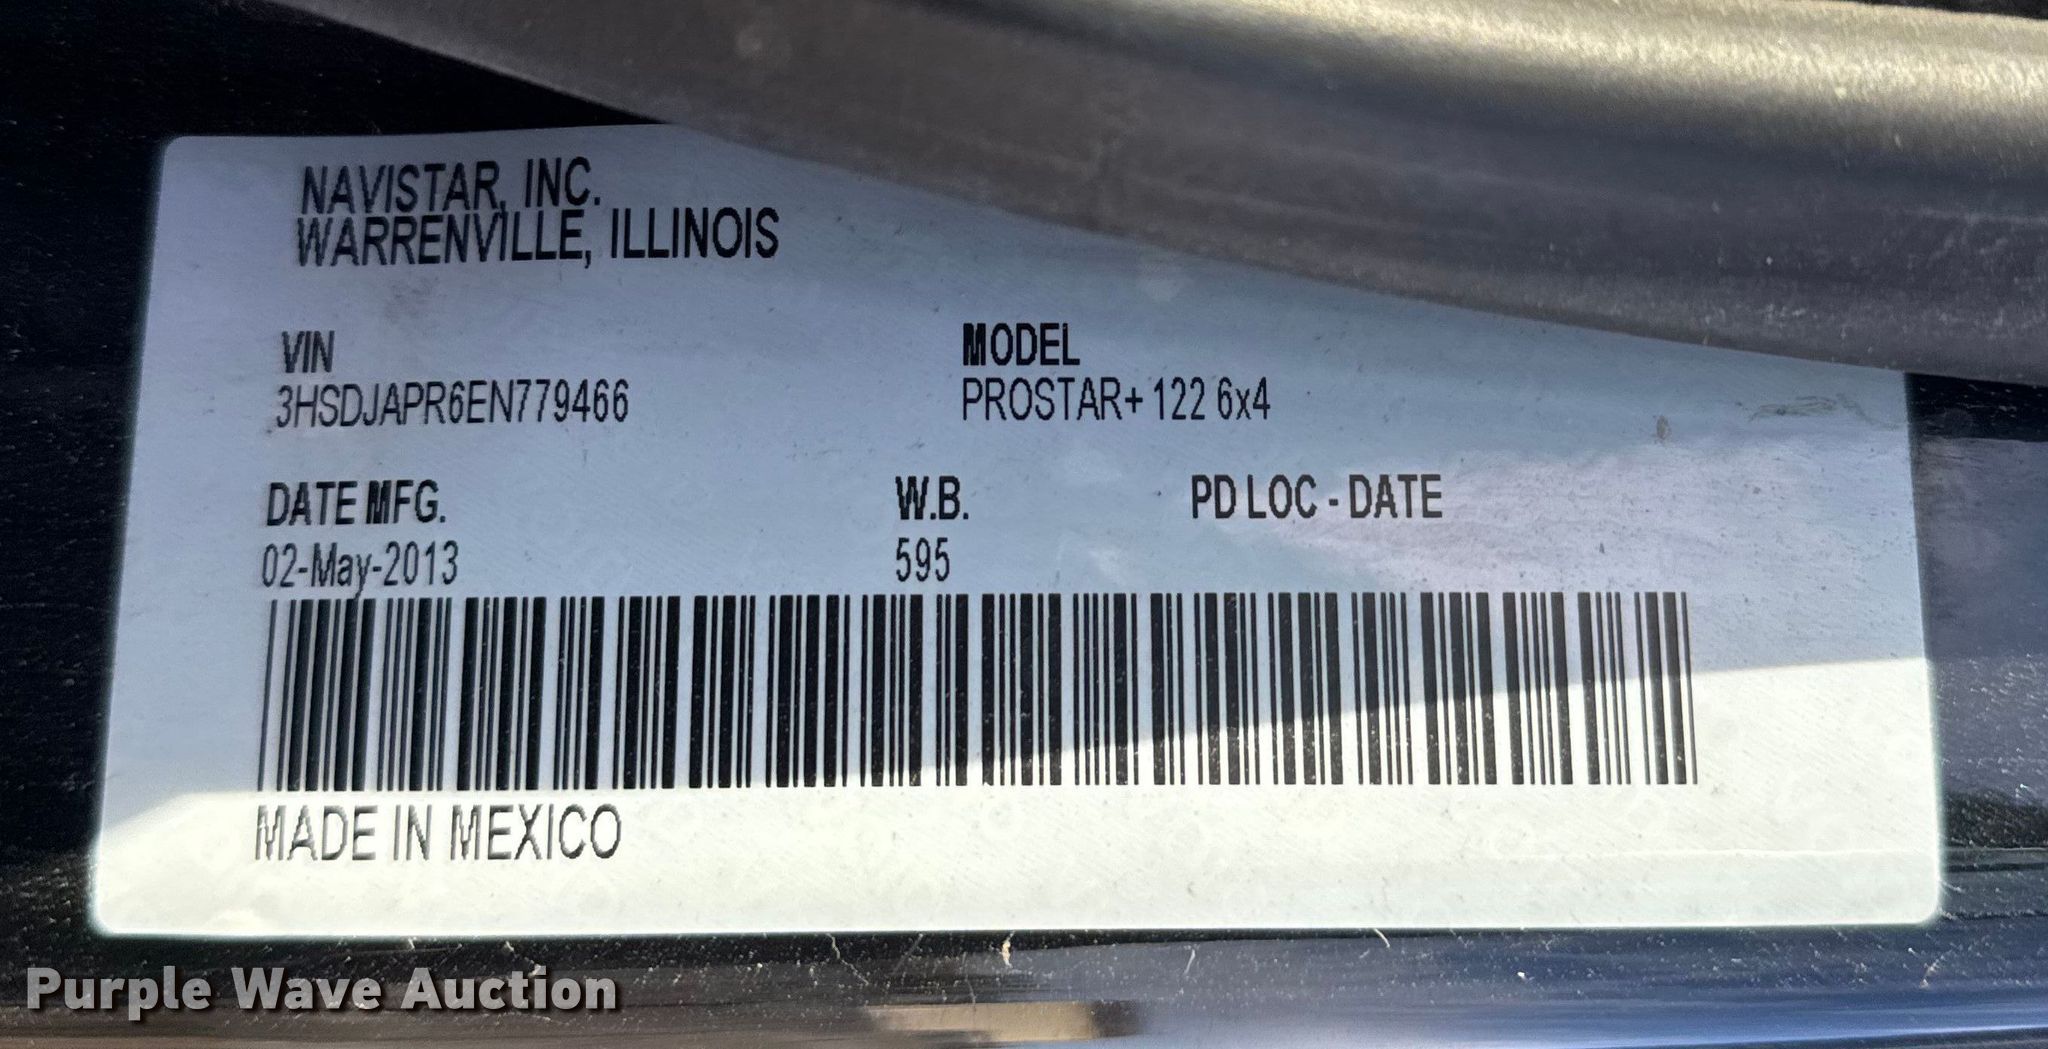 NAVISTAR, INC.
WARRENVILLE, ILLINOIS
VIN
3HSDJAPR6EN779466
MODEL
PROSTAR+ 122 6x4
DATE MFG.
02-May-2013
W.B.
595
PD LOC - DATE
MADE IN MEXICO
Purple Wave Auction